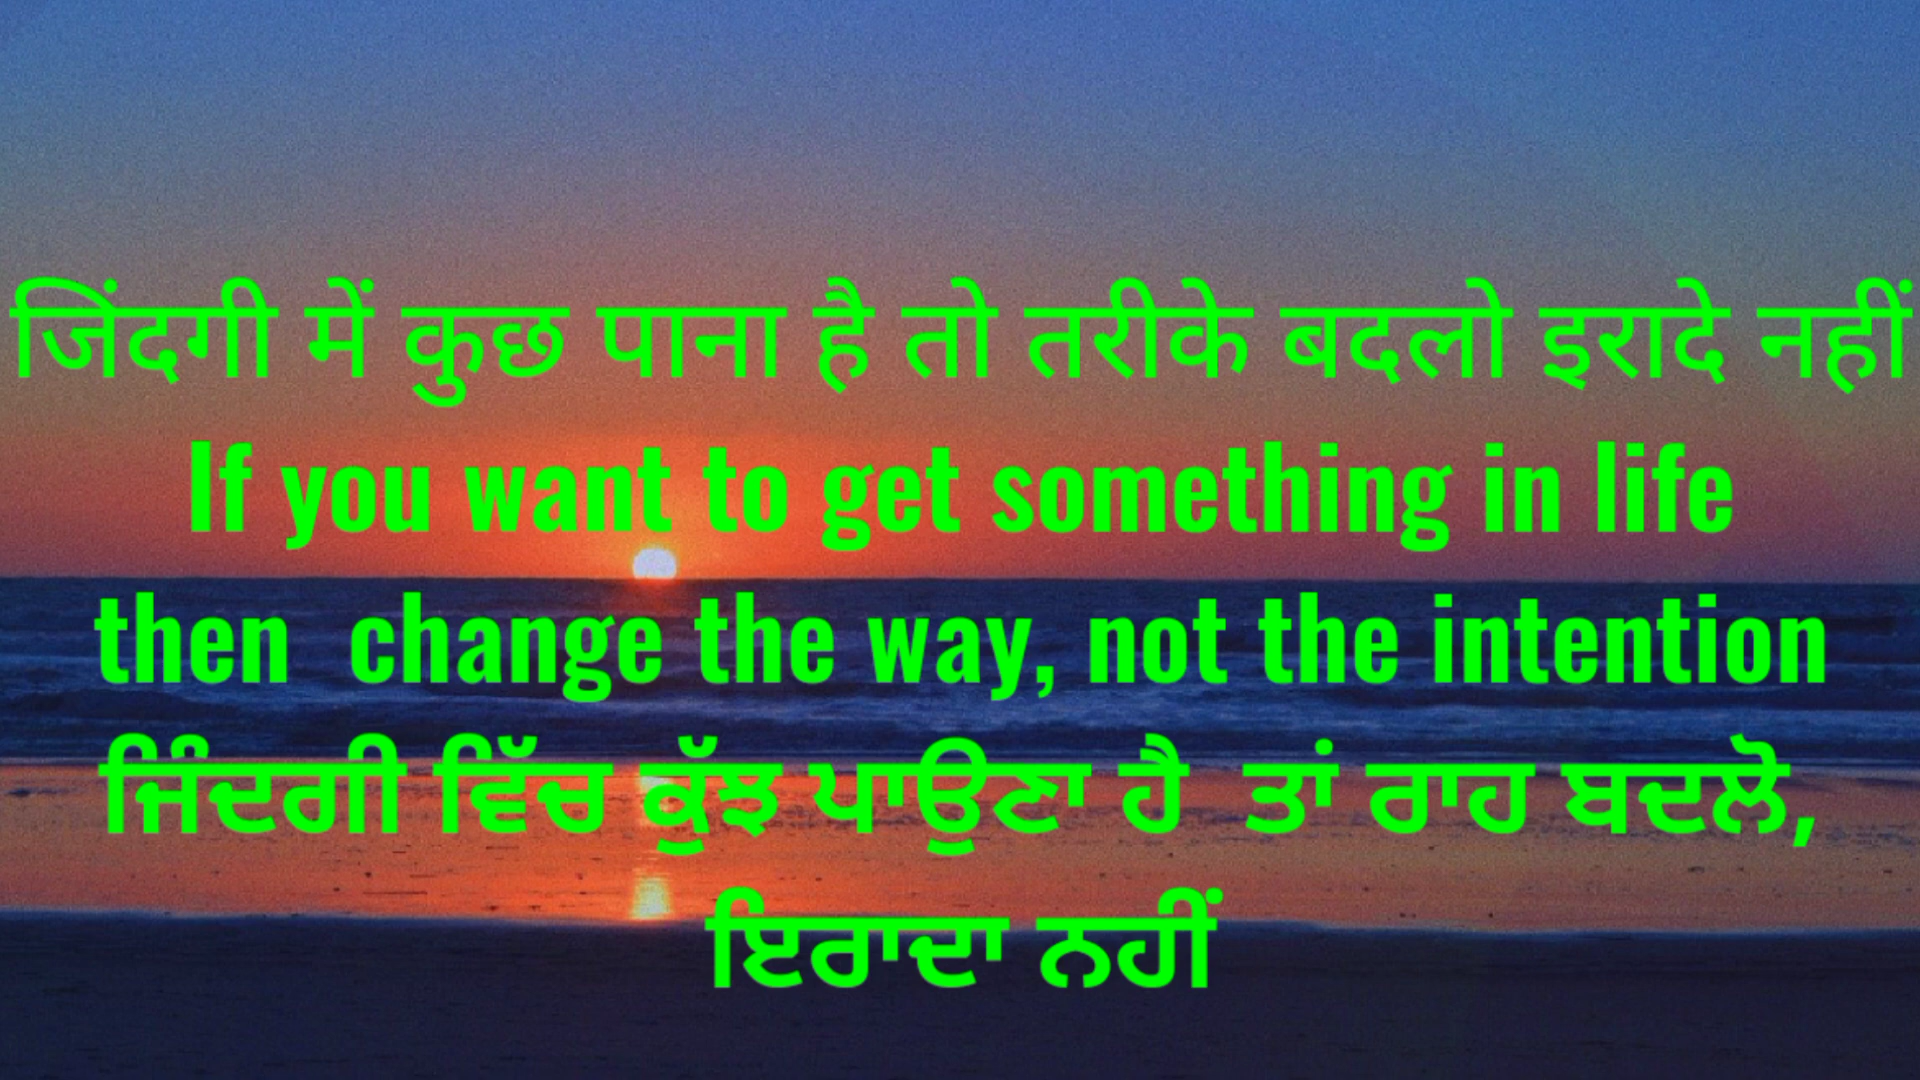 जिंदगी में कुछ पाना है तो तरीके बदलो इरादे नहीं
If you want to get something in life
then  change the way, not the intention
ਜਿੰਦਗੀ ਵਿੱਚ ਕੁੱਝ ਪਾਉਣਾ ਹੈ  ਤਾਂ ਰਾਹ ਬਦਲੋ,
ਇਰਾਦਾ ਨਹੀਂ